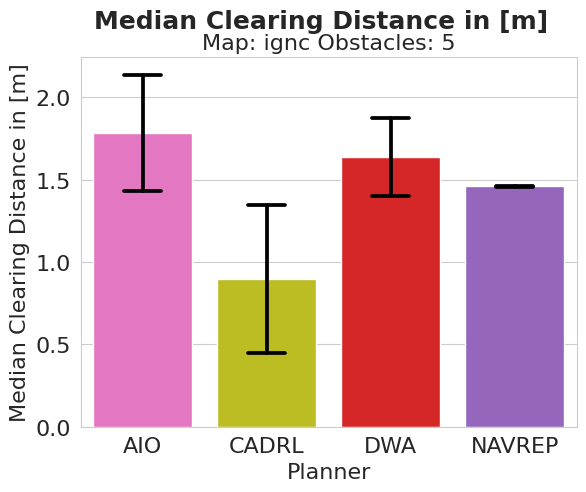 Median Clearing Distance in [m]
Map: ignc Obstacles: 5
Median Clearing Distance in [m]
2.0
1.5
1.0
0.5
0.0
AIO CADRL DWA NAVREP
Planner